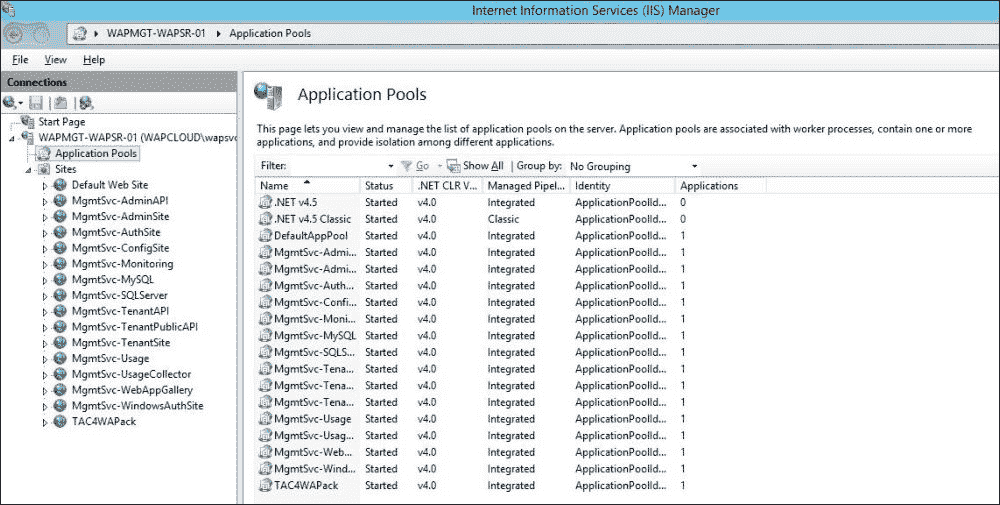 Internet Information Services (IIS) Manager
WAPMGT-WAPSR-01 Application Pools
File View Help
Connections
Start Page
WAPMGT-WAPSR-01 (WAPCLOUD\wapsvc
Application Pools
Sites
Default Web Site
MgmtSvc-AdminAPI
MgmtSvc-AdminSite
MgmtSvc-AuthSite
MgmtSvc-ConfigSite
MgmtSvc-Monitoring
MgmtSvc-MySQL
MgmtSvc-SQLServer
MgmtSvc-TenantAPI
MgmtSvc-TenantPublicAPI
MgmtSvc-TenantSite
MgmtSvc-Usage
MgmtSvc-UsageCollector
MgmtSvc-WebAppGallery
MgmtSvc-WindowsAuthSite
TAC4WAPack
Application Pools
This page lets you view and manage the list of application pools on the server. Application pools are associated with worker processes, contain one or more
applications, and provide isolation among different applications.
Filter: Go Show All Group by: No Grouping
Name Status .NET CLR V... Managed Pipel... Identity Applications
.NET v4.5 Started v4.0 Integrated ApplicationPoolId... 0
.NET v4.5 Classic Started v4.0 Classic ApplicationPoolId... 0
DefaultAppPool Started v4.0 Integrated ApplicationPoolId... 1
MgmtSvc-Admi... Started v4.0 Integrated ApplicationPoolId... 1
MgmtSvc-Admi... Started v4.0 Integrated ApplicationPoolId... 1
MgmtSvc-Auth... Started v4.0 Integrated ApplicationPoolId... 1
MgmtSvc-Confi... Started v4.0 Integrated ApplicationPoolId... 1
MgmtSvc-Moni... Started v4.0 Integrated ApplicationPoolId... 1
MgmtSvc-MySQL Started v4.0 Integrated ApplicationPoolId... 1
MgmtSvc-SQLS... Started v4.0 Integrated ApplicationPoolId... 1
MgmtSvc-Tena... Started v4.0 Integrated ApplicationPoolId... 1
MgmtSvc-Tena... Started v4.0 Integrated ApplicationPoolId... 1
MgmtSvc-Tena... Started v4.0 Integrated ApplicationPoolId... 1
MgmtSvc-Usage Started v4.0 Integrated ApplicationPoolId... 1
MgmtSvc-Usag... Started v4.0 Integrated ApplicationPoolId... 1
MgmtSvc-Web... Started v4.0 Integrated ApplicationPoolId... 1
MgmtSvc-Wind... Started v4.0 Integrated ApplicationPoolId... 1
TAC4WAPack Started v4.0 Integrated ApplicationPoolId... 1